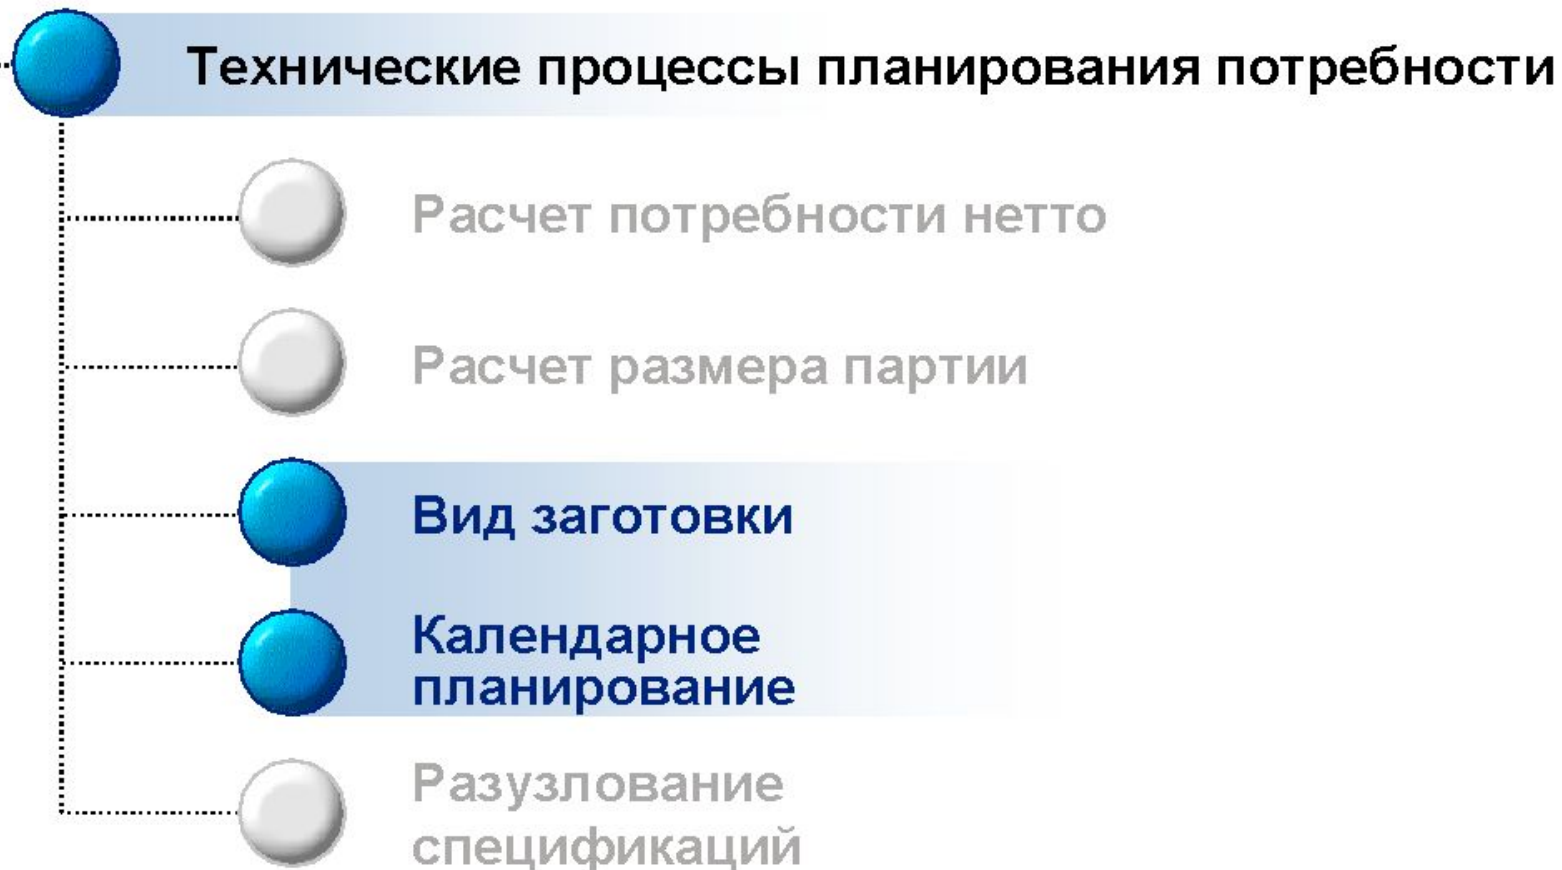 Технические процессы планирования потребности
Расчет потребности нетто
Расчет размера партии
Вид заготовки
Календарное
планирование
Разузлование
спецификаций